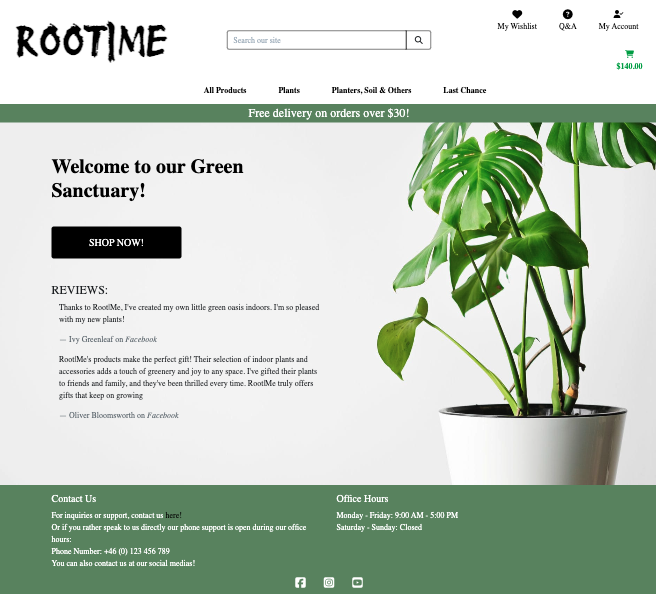 ROOT|ME
My Wishlist
Q&A
My Account
Search our site
$140.00
All Products
Plants
Planters, Soil & Others
Last Chance
Free delivery on orders over $30!
Welcome to our Green
Sanctuary!
SHOP NOW!
REVIEWS:
Thanks to Root|Me, I've created my own little green oasis indoors. I'm so pleased
with my new plants!
— Ivy Greenleaf on Facebook
Root|Me's products make the perfect gift! Their selection of indoor plants and
accessories adds a touch of greenery and joy to any space. I've gifted their plants
to friends and family, and they've been thrilled every time. Root|Me truly offers
gifts that keep on growing
— Oliver Bloomsworth on Facebook
Contact Us
For inquiries or support, contact us here!
Or if you rather speak to us directly our phone support is open during our office
hours:
Phone Number: +46 (0) 123 456 789
You can also contact us at our social medias!
Office Hours
Monday - Friday: 9:00 AM - 5:00 PM
Saturday - Sunday: Closed